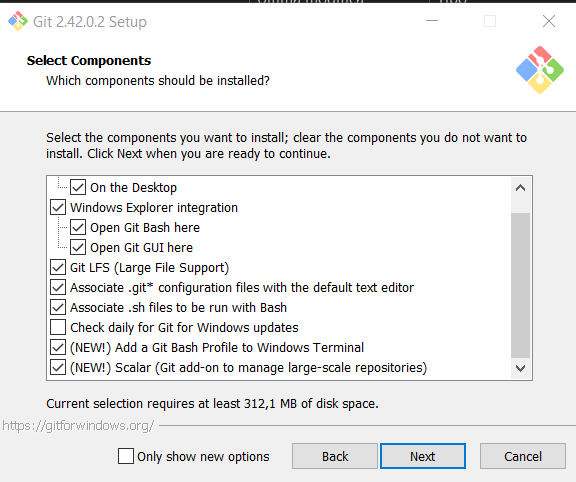 Git 2.42.0.2 Setup
Select Components
Which components should be installed?
Select the components you want to install; clear the components you do not want to
install. Click Next when you are ready to continue.
On the Desktop
Windows Explorer integration
Open Git Bash here
Open Git GUI here
Git LFS (Large File Support)
Associate .git* configuration files with the default text editor
Associate .sh files to be run with Bash
Check daily for Git for Windows updates
(NEW!) Add a Git Bash Profile to Windows Terminal
(NEW!) Scalar (Git add-on to manage large-scale repositories)
Current selection requires at least 312,1 MB of disk space.
https://gitforwindows.org/
Only show new options
Back
Next
Cancel